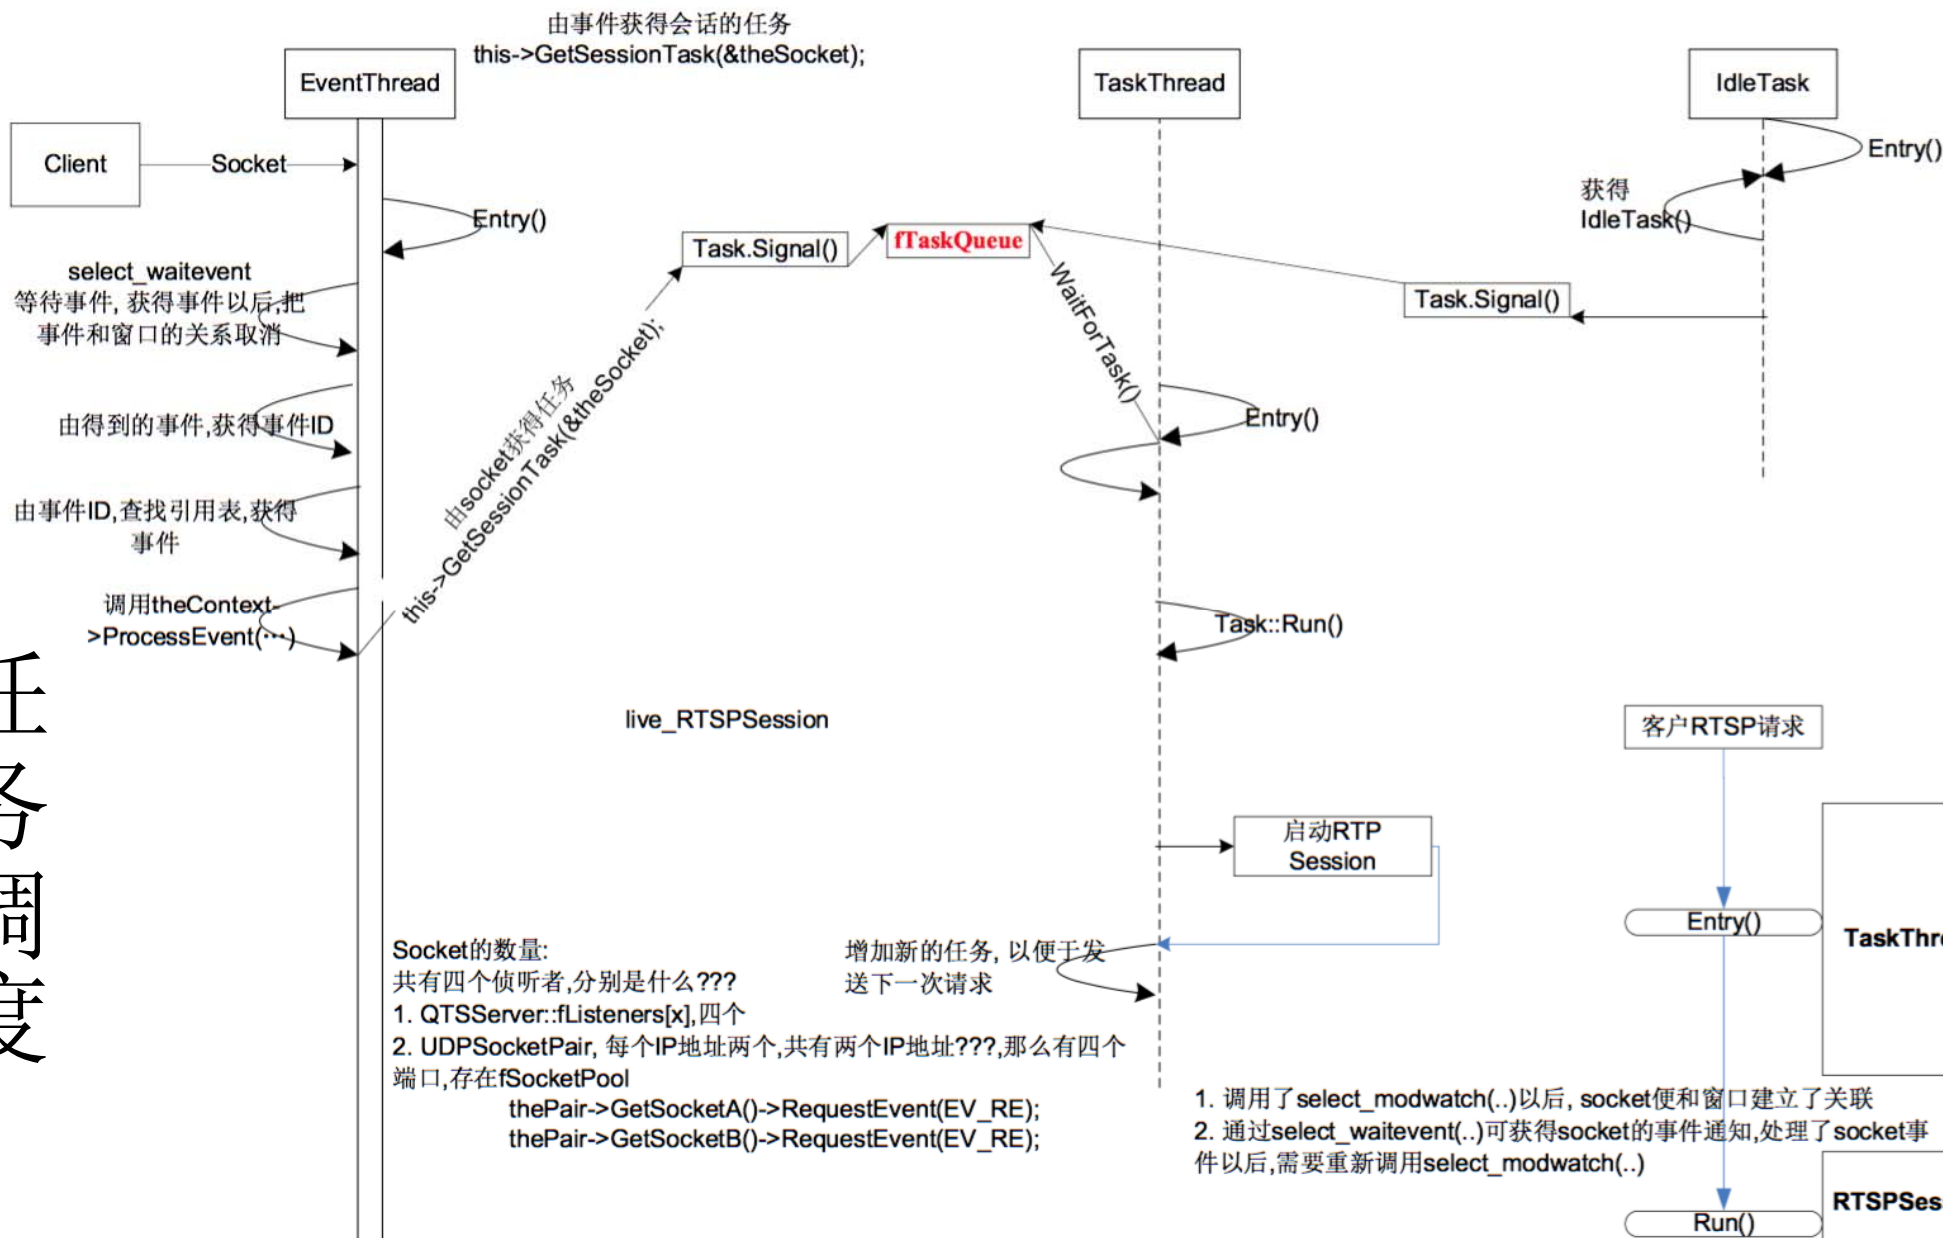 由事件获得会话的任务
this->GetSessionTask(&theSocket);
EventThread
TaskThread
IdleTask
Client
Socket
Entry()
Entry()
获得
IdleTask()
Entry()
Task.Signal()
fTaskQueue
Task.Signal()
select_waitevent
等待事件, 获得事件以后,把
事件和窗口的关系取消
WaitForTask()
由socket获得任务
this->GetSessionTask(&theSocket);
由得到的事件,获得事件ID
Entry()
由事件ID,查找引用表,获得
事件
调用theContext-
>ProcessEvent(…)
Task::Run()
任务调度
live_RTSPSession
客户RTSP请求
启动RTP
Session
Entry()
TaskThre
Socket的数量:
共有四个侦听者,分别是什么???
1. QTSServer::fListeners[x],四个
2. UDPSocketPair, 每个IP地址两个,共有两个IP地址???,那么有四个
端口,存在fSocketPool
thePair->GetSocketA()->RequestEvent(EV_RE);
thePair->GetSocketB()->RequestEvent(EV_RE);
增加新的任务, 以便于发
送下一次请求
1. 调用了select_modwatch(..)以后, socket便和窗口建立了关联
2. 通过select_waitevent(..)可获得socket的事件通知,处理了socket事
件以后,需要重新调用select_modwatch(..)
RTSPSess
Run()